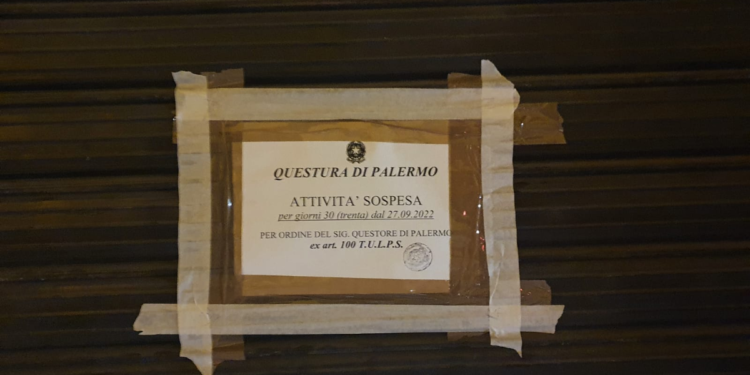 QUESTURA DI PALERMO
ATTIVITA' SOSPESA
per giorni 30 (trenta) dal 27.09.2022
PER ORDINE DEL SIG. QUESTORE DI PALERMO
ex art. 100 T.U.L.P.S.